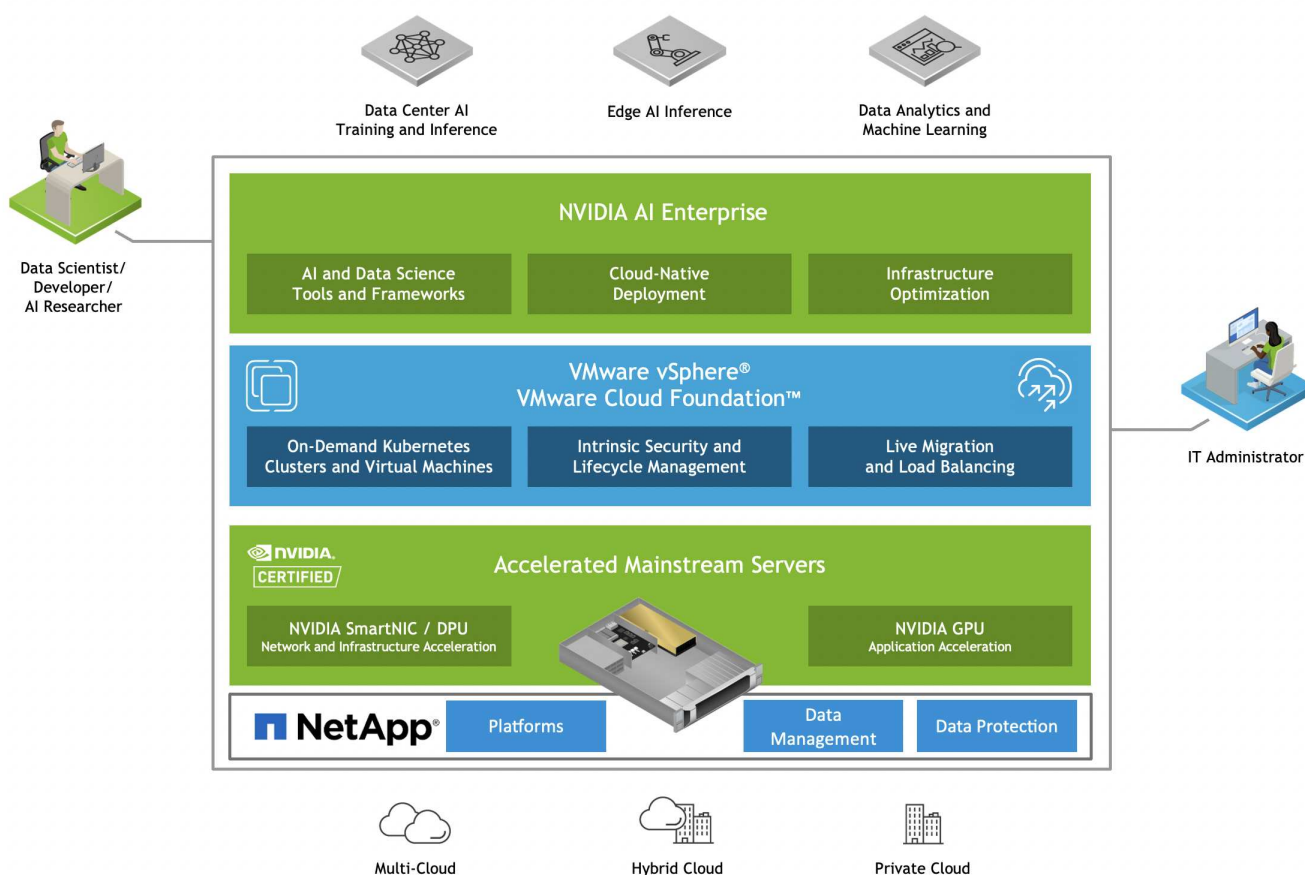 Data Center AI
Training and Inference
Edge AI Inference
Data Analytics and
Machine Learning
Data Scientist/
Developer/
AI Researcher
NVIDIA AI Enterprise
AI and Data Science
Tools and Frameworks
Cloud-Native
Deployment
Infrastructure
Optimization
VMware vSphere®
VMware Cloud Foundation™
On-Demand Kubernetes
Clusters and Virtual Machines
Intrinsic Security and
Lifecycle Management
Live Migration
and Load Balancing
IT Administrator
NVIDIA.
CERTIFIED
Accelerated Mainstream Servers
NVIDIA SmartNIC / DPU
Network and Infrastructure Acceleration
NVIDIA GPU
Application Acceleration
NetApp®
Platforms
Data
Management
Data Protection
Multi-Cloud
Hybrid Cloud
Private Cloud